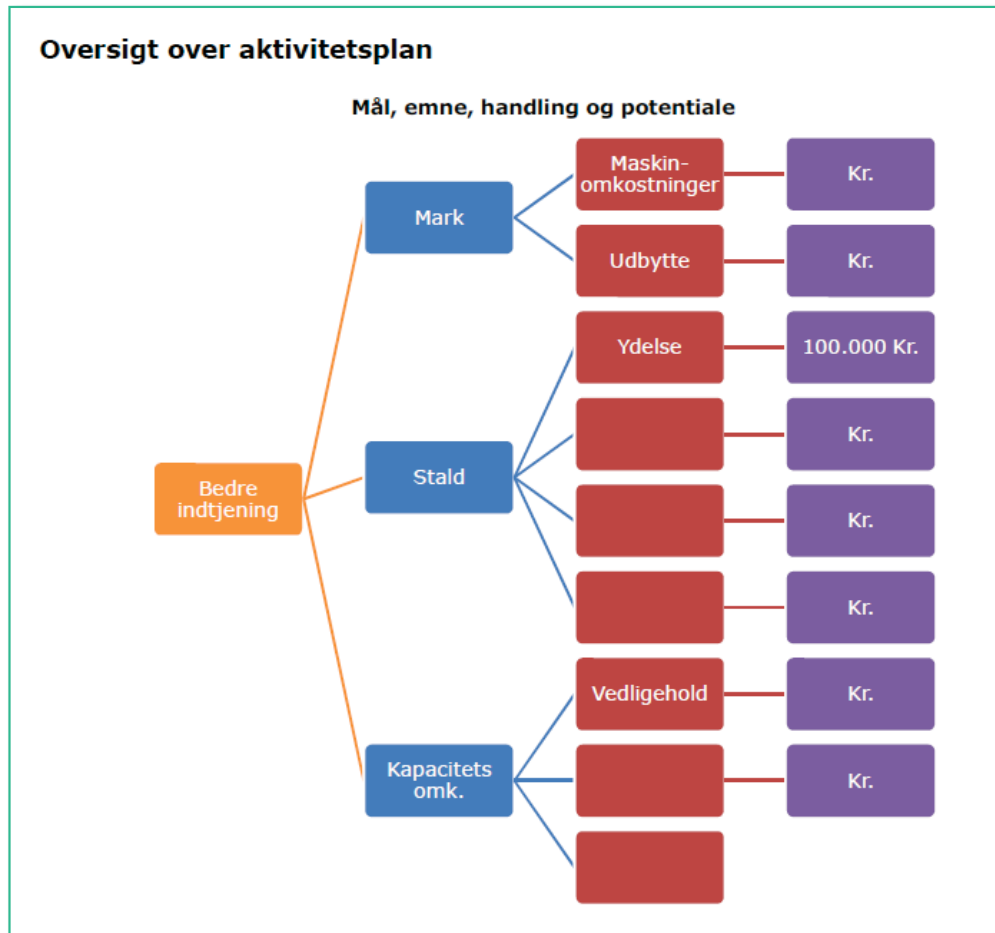 Oversigt over aktivitetsplan
Mål, emne, handling og potentiale
Maskin-
omkostninger
Kr.
Mark
Udbytte
Kr.
Ydelse
100.000 Kr.
Kr.
Bedre
indtjening
Stald
Kr.
Kr.
Vedligehold
Kr.
Kapacitets
omk.
Kr.